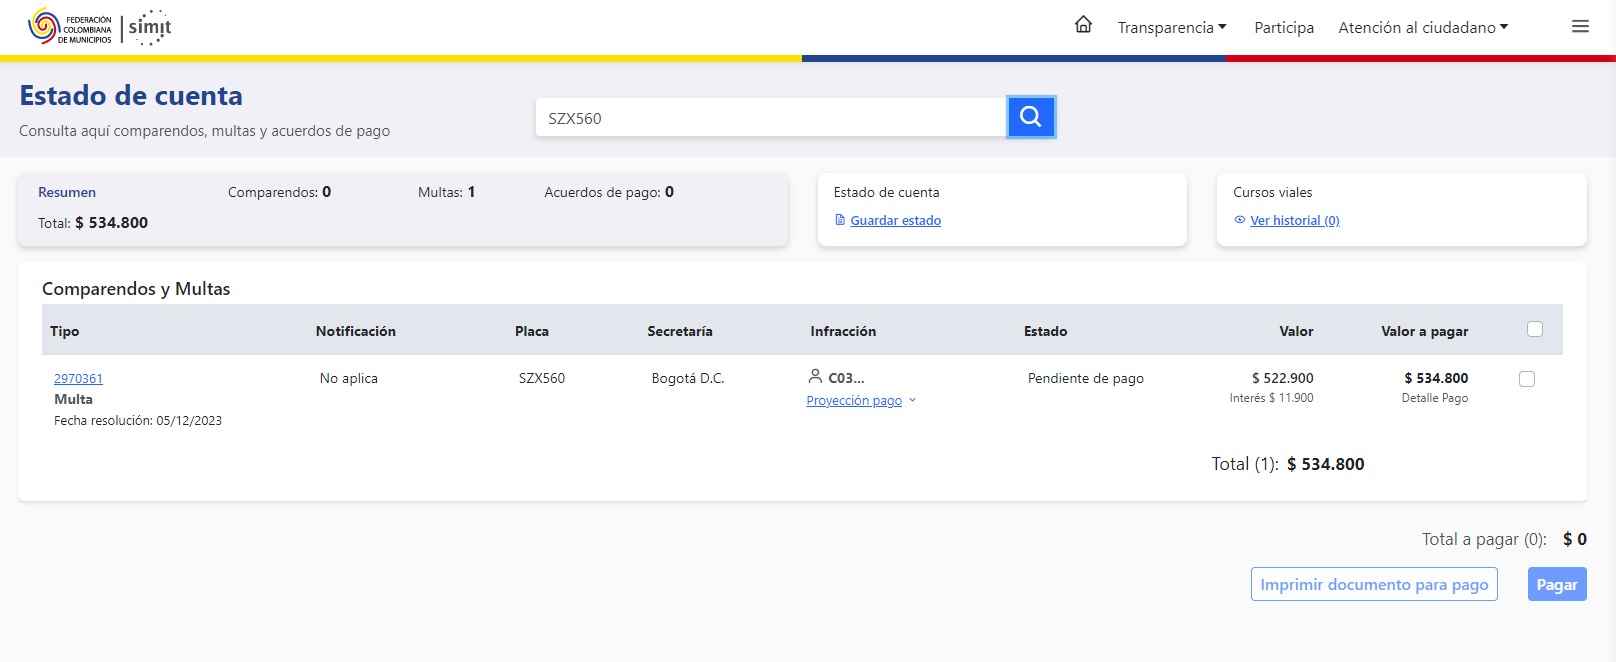 FEDERACIÓN
COLOMBIANA
DE MUNICIPIOS
simit
Transparencia
Participa
Atención al ciudadano
Estado de cuenta
Consulta aquí comparendos, multas y acuerdos de pago
SZX560
Resumen
Comparendos: 0
Multas: 1
Acuerdos de pago: 0
Total: $ 534.800
Estado de cuenta
Guardar estado
Cursos viales
Ver historial (0)
Comparendos y Multas
Tipo Notificación Placa Secretaría Infracción Estado Valor Valor a pagar
2970361 No aplica SZX560 Bogotá D.C. C03... Pendiente de pago $ 522.900 $ 534.800
Multa Proyección pago Interés $ 11.900 Detalle Pago
Fecha resolución: 05/12/2023
Total (1): $ 534.800
Total a pagar (0): $ 0
Imprimir documento para pago
Pagar